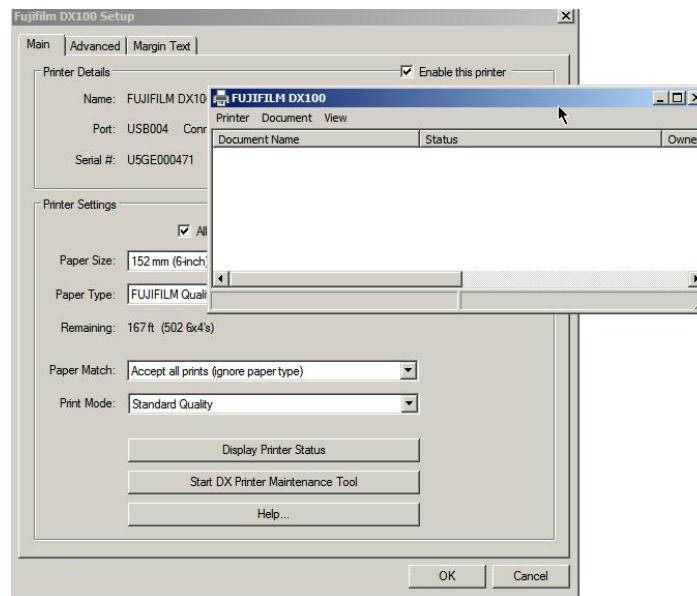 Fujifilm DX100 Setup
Main
Advanced
Margin Text
Printer Details
Enable this printer
Name: FUJIFILM DX10
Port: USB004 Conn
Serial #: U5GE000471
FUJIFILM DX100
Printer Document View
Document Name Status Owne
Printer Settings
All
Paper Size: 152 mm (6-inch)
Paper Type: FUJIFILM Quali
Remaining: 167 ft (502 6x4's)
Paper Match: Accept all prints (ignore paper type)
Print Mode: Standard Quality
Display Printer Status
Start DX Printer Maintenance Tool
Help...
OK Cancel